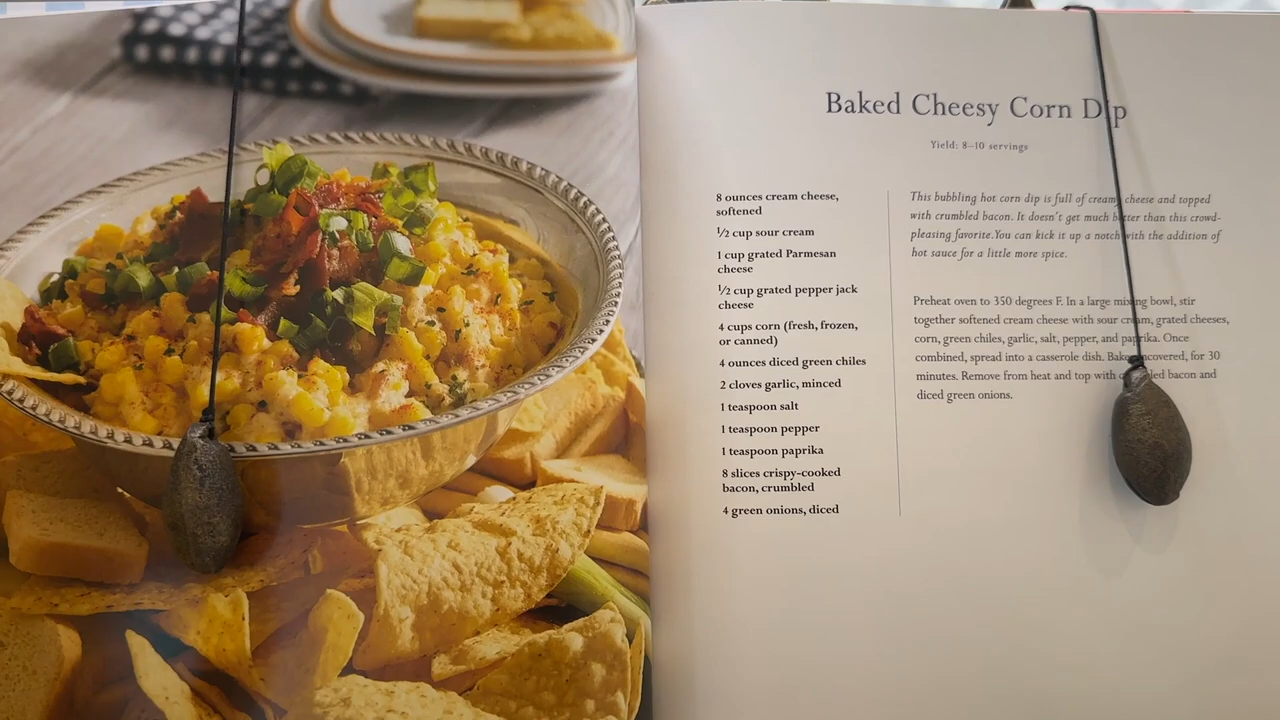 Baked Cheesy Corn Dip
Yield: 8–10 servings
8 ounces cream cheese,
softened
½ cup sour cream
1 cup grated Parmesan
cheese
½ cup grated pepper jack
cheese
4 cups corn (fresh, frozen,
or canned)
4 ounces diced green chiles
2 cloves garlic, minced
1 teaspoon salt
1 teaspoon pepper
1 teaspoon paprika
8 slices crispy-cooked
bacon, crumbled
4 green onions, diced
This bubbling hot corn dip is full of creamy cheese and topped
with crumbled bacon. It doesn't get much better than this crowd-
pleasing favorite. You can kick it up a notch with the addition of
hot sauce for a little more spice.
Preheat oven to 350 degrees F. In a large mixing bowl, stir
together softened cream cheese with sour cream, grated cheeses,
corn, green chiles, garlic, salt, pepper, and paprika. Once
combined, spread into a casserole dish. Bake uncovered, for 30
minutes. Remove from heat and top with crumbled bacon and
diced green onions.